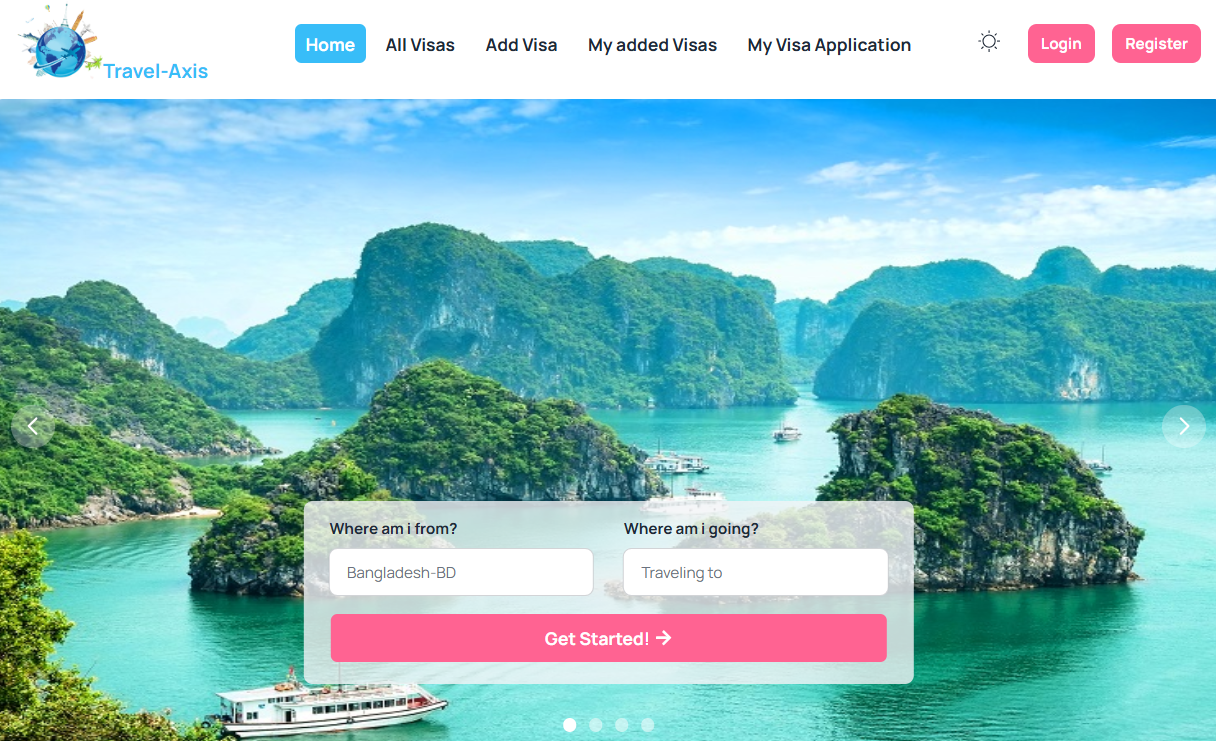 Travel-Axis
Home All Visas Add Visa My added Visas My Visa Application Login Register
Where am i from? Where am i going?
Bangladesh-BD Traveling to
Get Started!